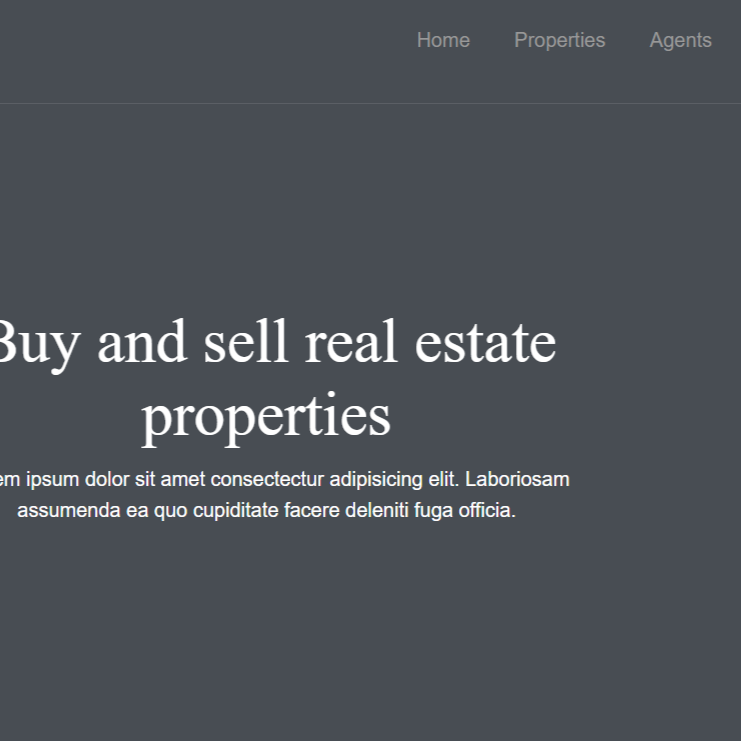 Home Properties Agents
Buy and sell real estate
properties
em ipsum dolor sit amet consectectur adipisicing elit. Laboriosam
assumenda ea quo cupiditate facere deleniti fuga officia.